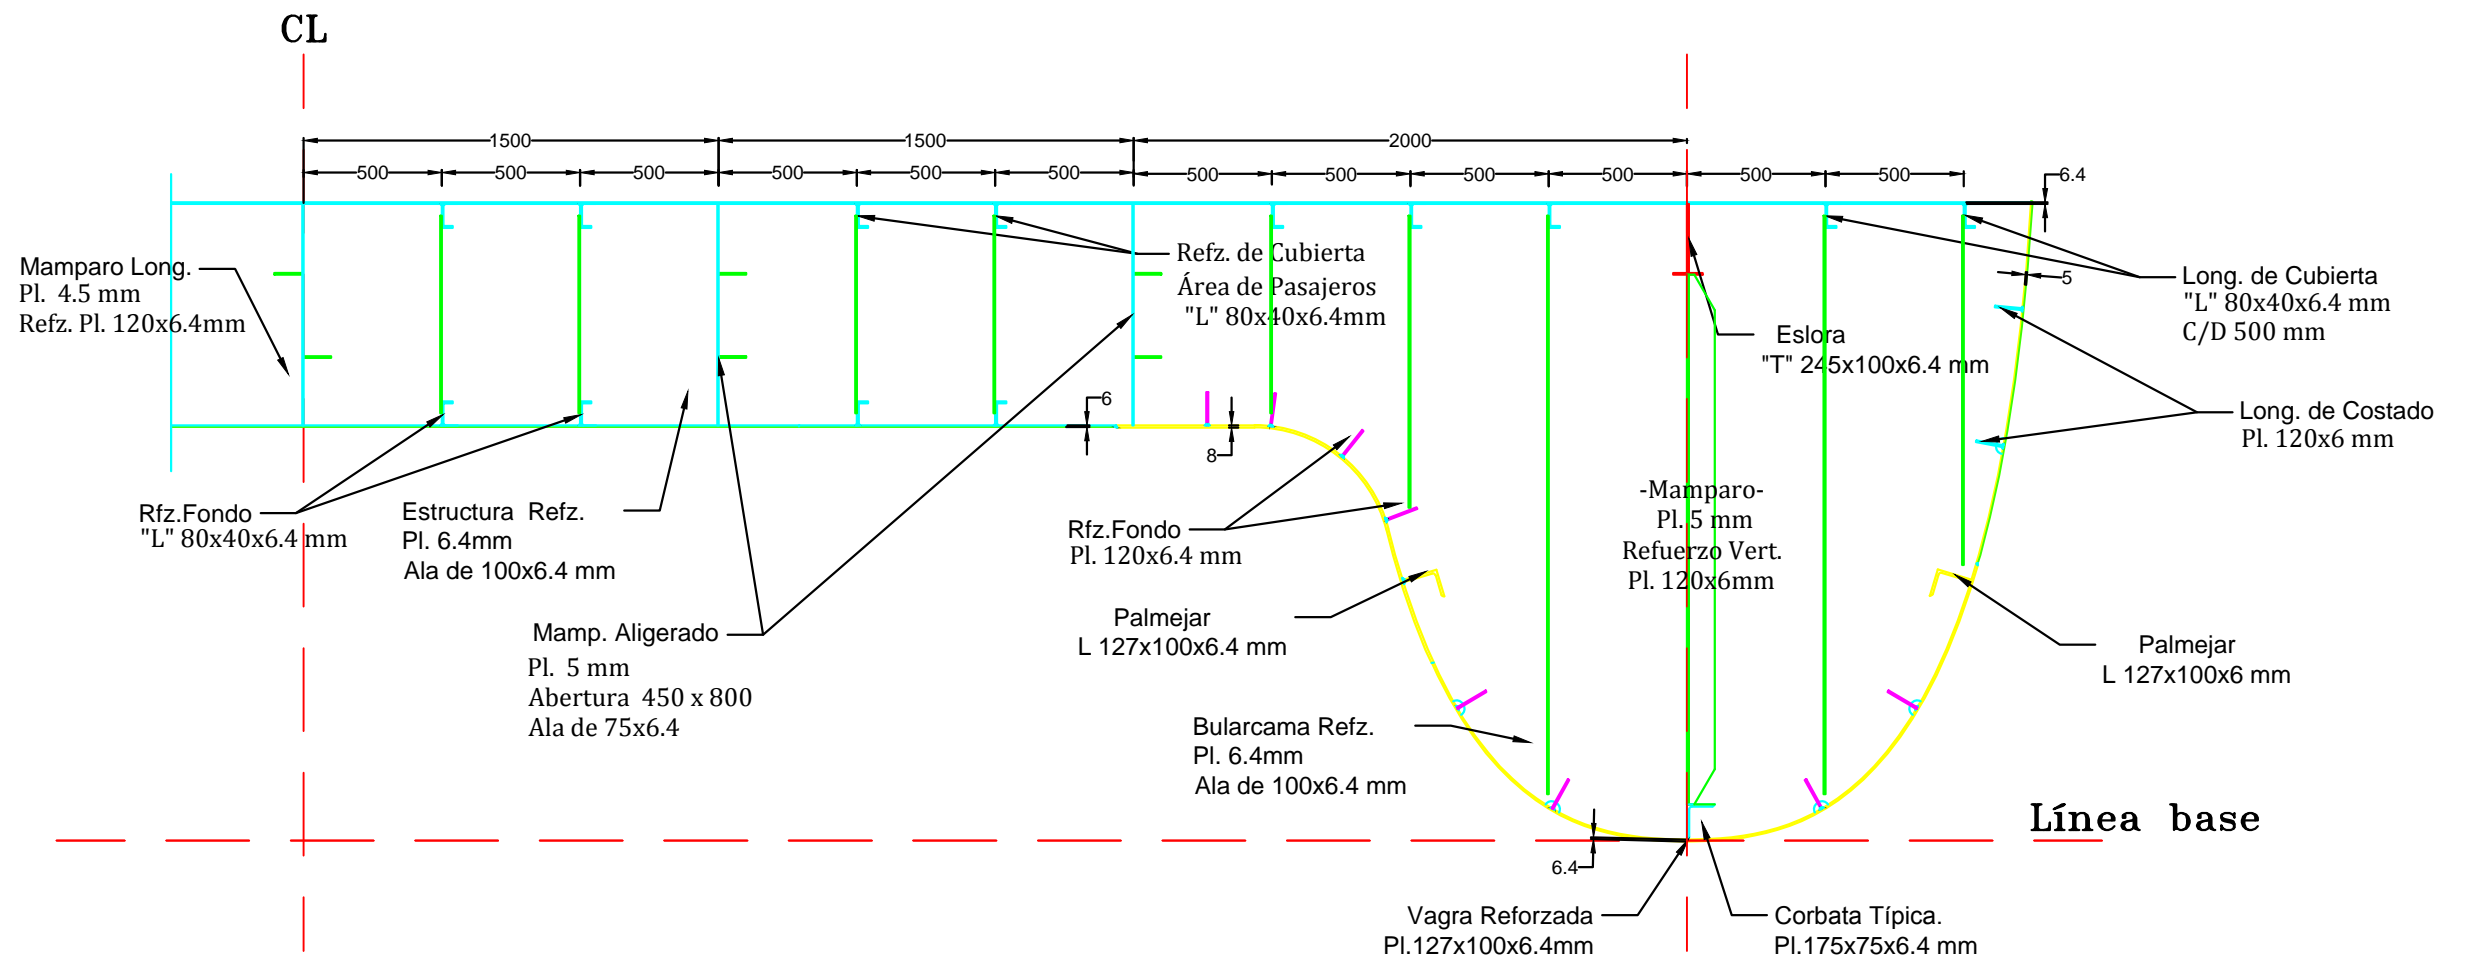 CL
1500
1500
2000
500
500
500
500
500
500
500
500
500
500
500
500
6.4
Mamparo Long.
Pl. 4.5 mm
Refz. Pl. 120x6.4mm
Refz. de Cubierta
Área de Pasajeros
"L" 80x40x6.4mm
5
Long. de Cubierta
"L" 80x40x6.4 mm
C/D 500 mm
Eslora
"T" 245x100x6.4 mm
6
8
Long. de Costado
Pl. 120x6 mm
Rfz.Fondo
"L" 80x40x6.4 mm
Estructura Refz.
Pl. 6.4mm
Ala de 100x6.4 mm
Rfz.Fondo
Pl. 120x6.4 mm
-Mamparo-
Pl. 5 mm
Refuerzo Vert.
Pl. 120x6mm
Mamp. Aligerado
Pl. 5 mm
Abertura 450 x 800
Ala de 75x6.4
Palmejar
L 127x100x6.4 mm
Palmejar
L 127x100x6 mm
Bularcama Refz.
Pl. 6.4mm
Ala de 100x6.4 mm
Línea base
6.4
Vagra Reforzada
Pl.127x100x6.4mm
Corbata Típica.
Pl.175x75x6.4 mm